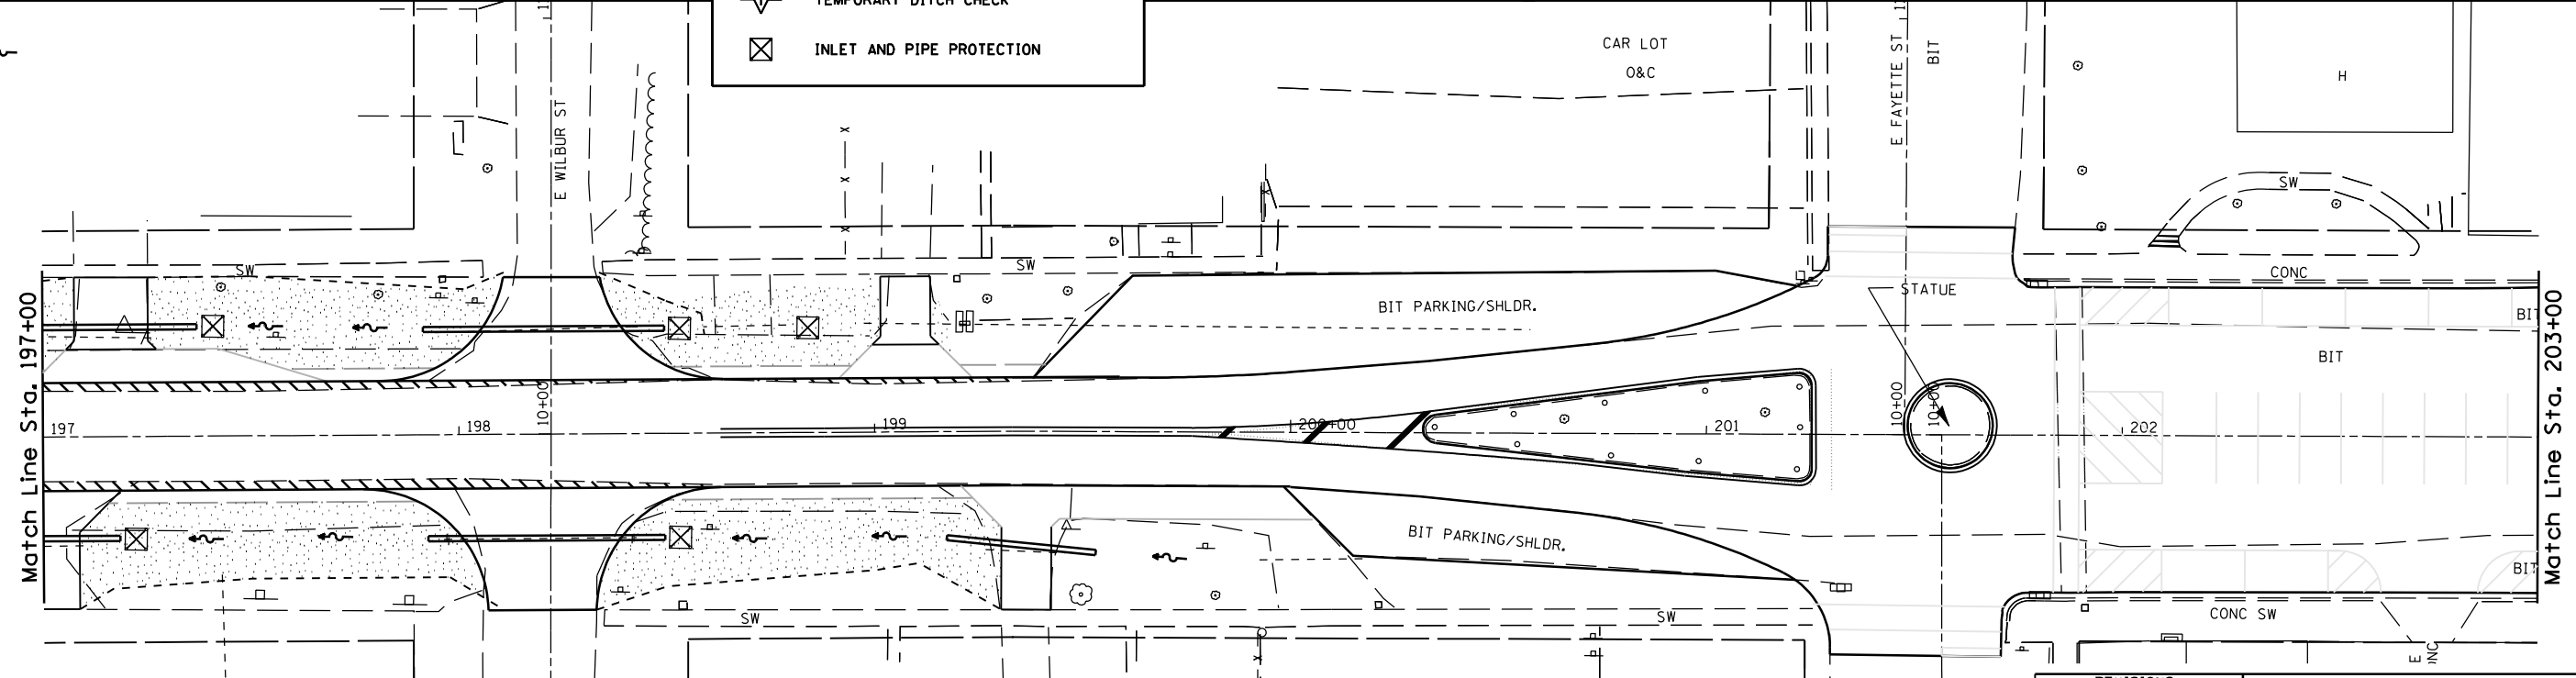 TEMPORARY DITCH CHECK
INLET AND PIPE PROTECTION
CAR LOT
O&C
E FAYETTE ST
BIT
H
E WILBUR ST
SW
SW
SW
CONC
BIT PARKING/SHLDR.
STATUE
BIT
BIT
Match Line Sta. 197+00
Match Line Sta. 203+00
197
198
10+00
199
200+00
201
10+00
10+00
202
BIT PARKING/SHLDR.
BIT
SW
SW
CONC SW